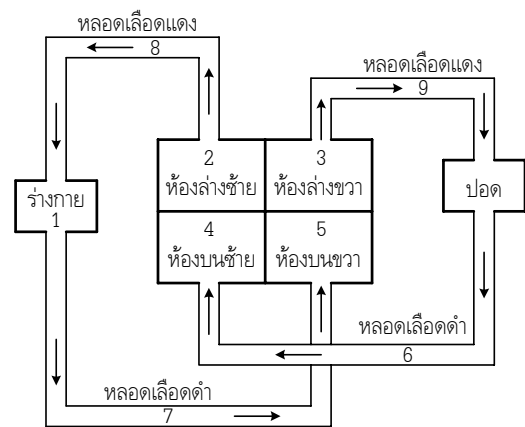 หลอดเลือดแดง
8
หลอดเลือดแดง
9
2
ห้องล่างซ้าย
3
ห้องล่างขวา
ร่างกาย
1
ปอด
4
ห้องบนซ้าย
5
ห้องบนขวา
หลอดเลือดดำ
6
หลอดเลือดดำ
7